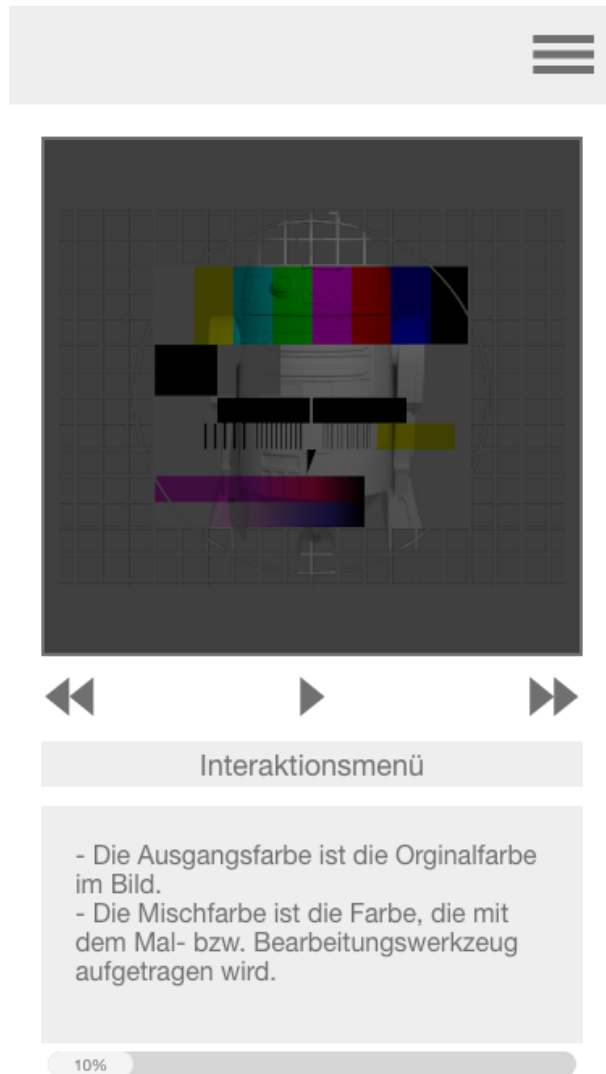 Interaktionsmenü
- Die Ausgangsfarbe ist die Orginalfarbe
im Bild.
- Die Mischfarbe ist die Farbe, die mit
dem Mal- bzw. Bearbeitungswerkzeug
aufgetragen wird.
10%